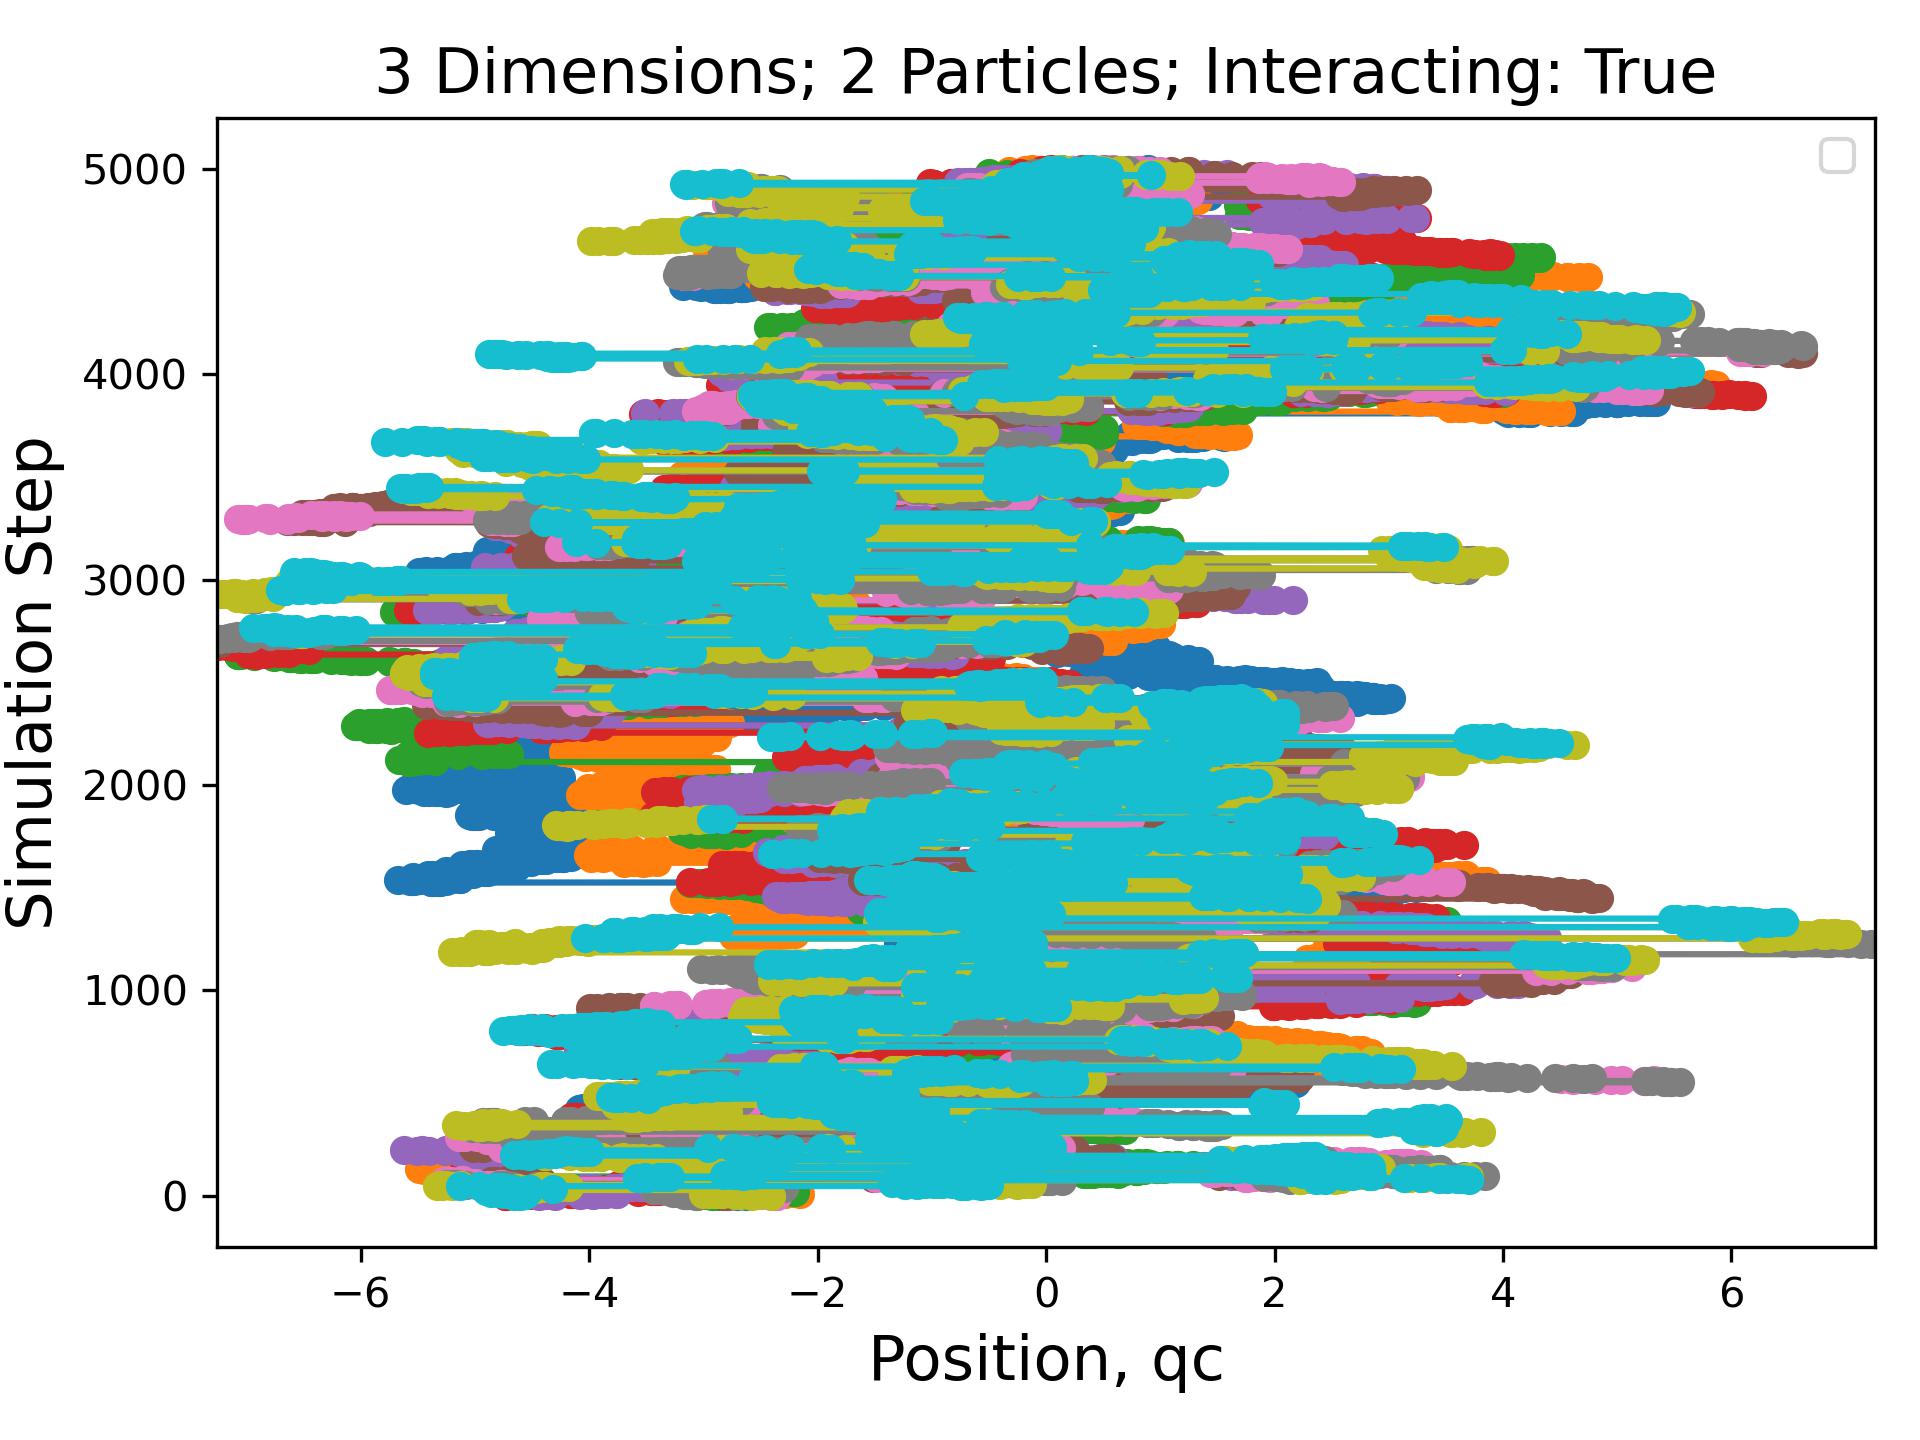 3 Dimensions; 2 Particles; Interacting: True
Simulation Step
5000
4000
3000
2000
1000
0
−6 −4 −2 0 2 4 6
Position, qc